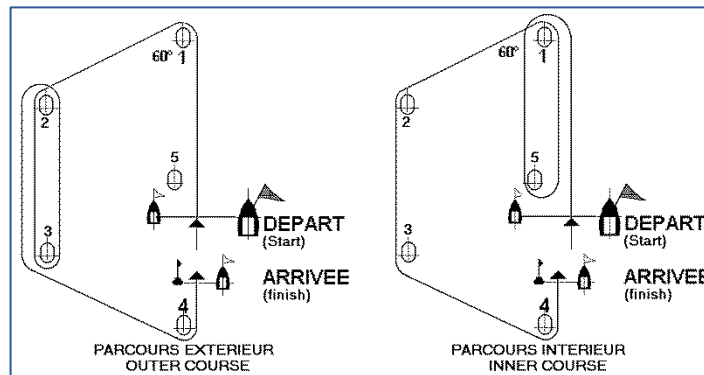 60°
1
2
5
3
DEPART
(Start)
ARRIVEE
(finish)
4
PARCOURS EXTERIEUR
OUTER COURSE
60°
1
2
5
3
DEPART
(Start)
ARRIVEE
(finish)
4
PARCOURS INTERIEUR
INNER COURSE